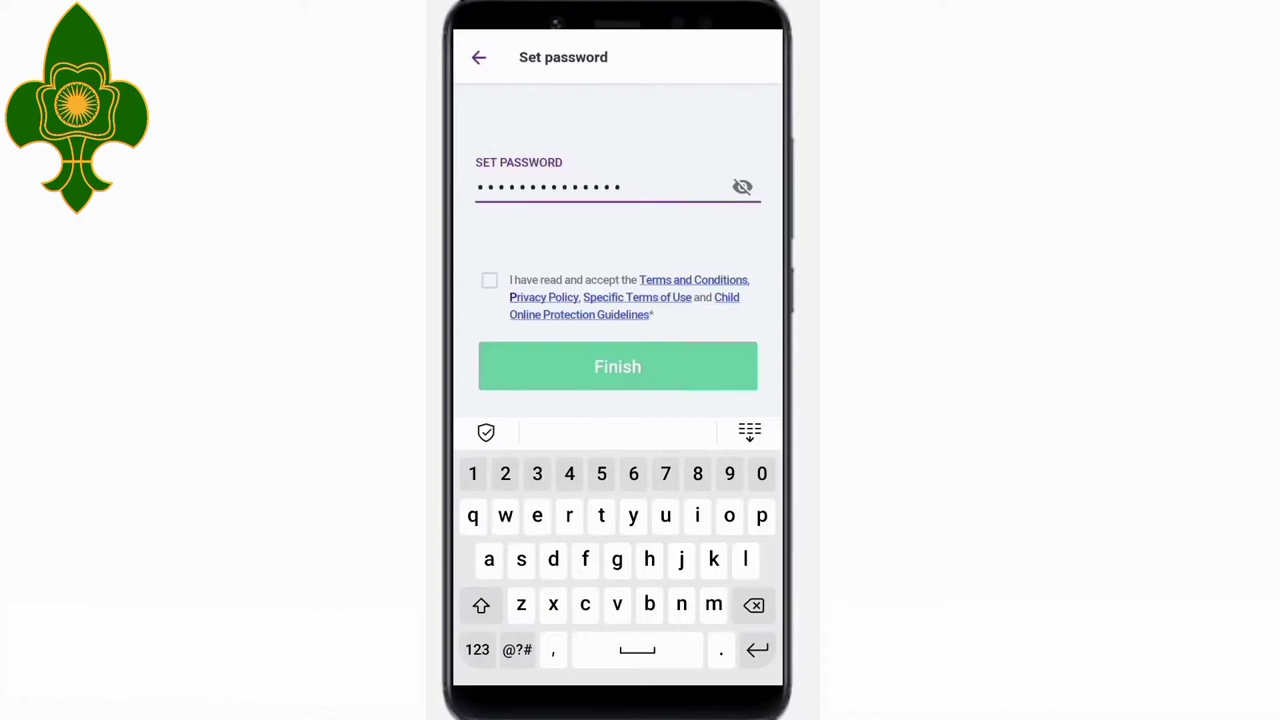 Set password
SET PASSWORD
••••••••••••••
I have read and accept the Terms and Conditions,
Privacy Policy, Specific Terms of Use and Child
Online Protection Guidelines*
Finish
1 2 3 4 5 6 7 8 9 0
q w e r t y u i o p
a s d f g h j k l
z x c v b n m
123 @?# , .